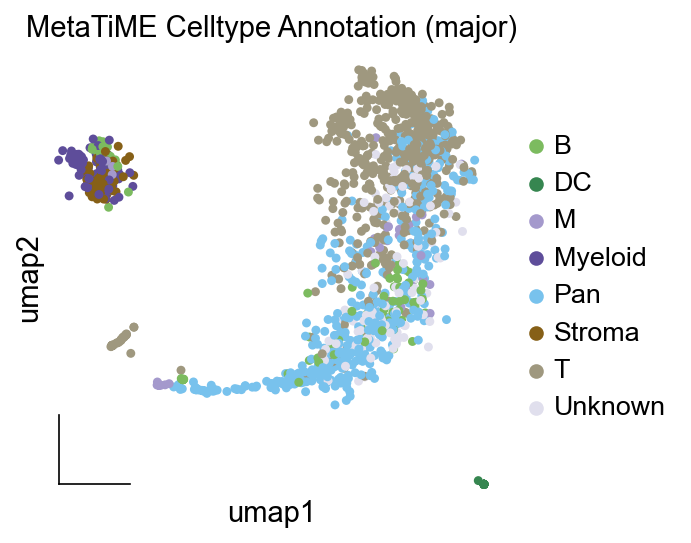 MetaTiME Celltype Annotation (major)
B
DC
M
Myeloid
Pan
Stroma
T
Unknown
umap2
umap1